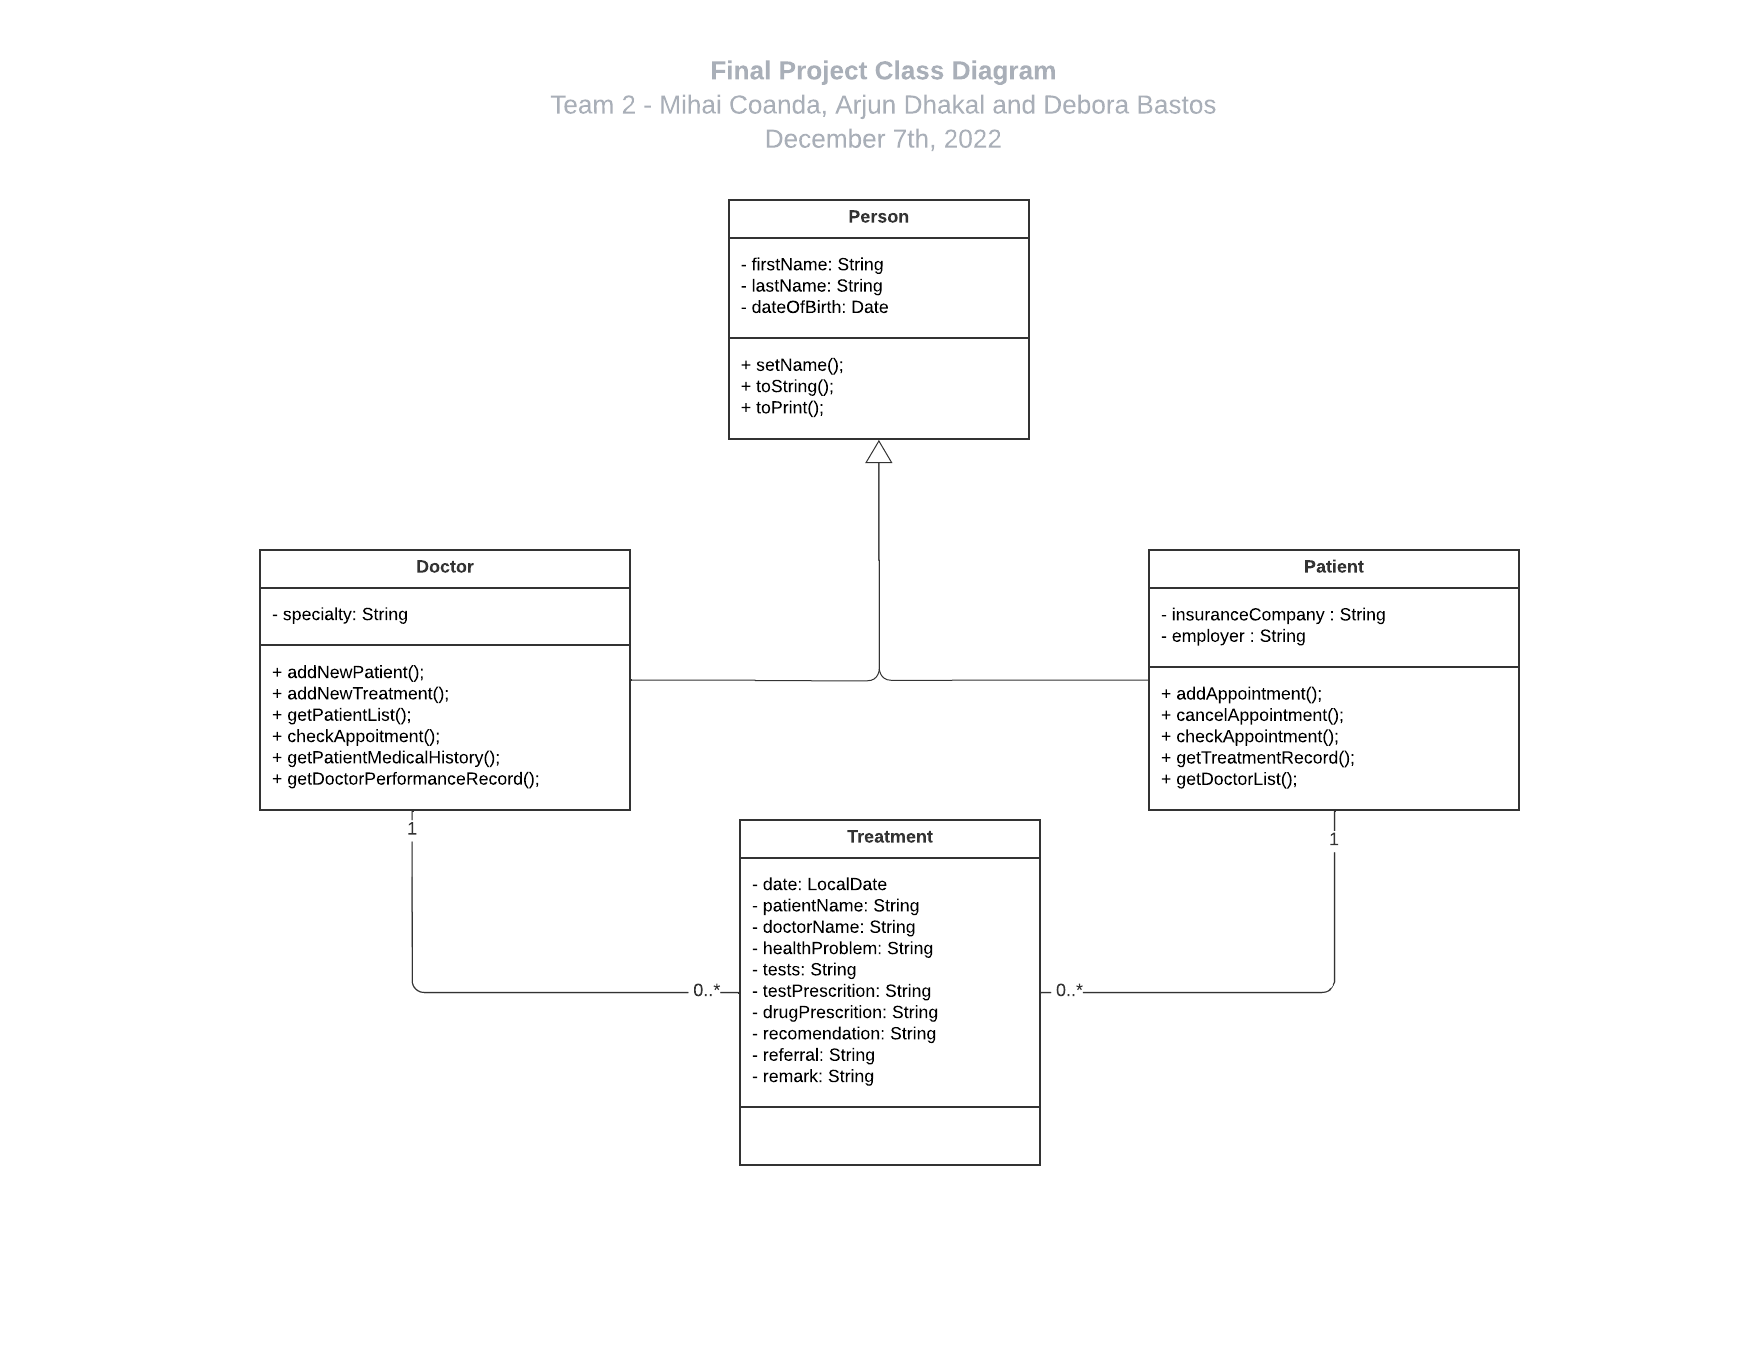 Final Project Class Diagram
Team 2 - Mihai Coanda, Arjun Dhakal and Debora Bastos
December 7th, 2022
Person
- firstName: String
- lastName: String
- dateOfBirth: Date
+ setName();
+ toString();
+ toPrint();
Doctor
- specialty: String
+ addNewPatient();
+ addNewTreatment();
+ getPatientList();
+ checkAppoitment();
+ getPatientMedicalHistory();
+ getDoctorPerformanceRecord();
Patient
- insuranceCompany : String
- employer : String
+ addAppointment();
+ cancelAppointment();
+ checkAppointment();
+ getTreatmentRecord();
+ getDoctorList();
1
1
Treatment
- date: LocalDate
- patientName: String
- doctorName: String
- healthProblem: String
- tests: String
- testPrescrition: String
- drugPrescrition: String
- recomendation: String
- referral: String
- remark: String
0..*
0..*